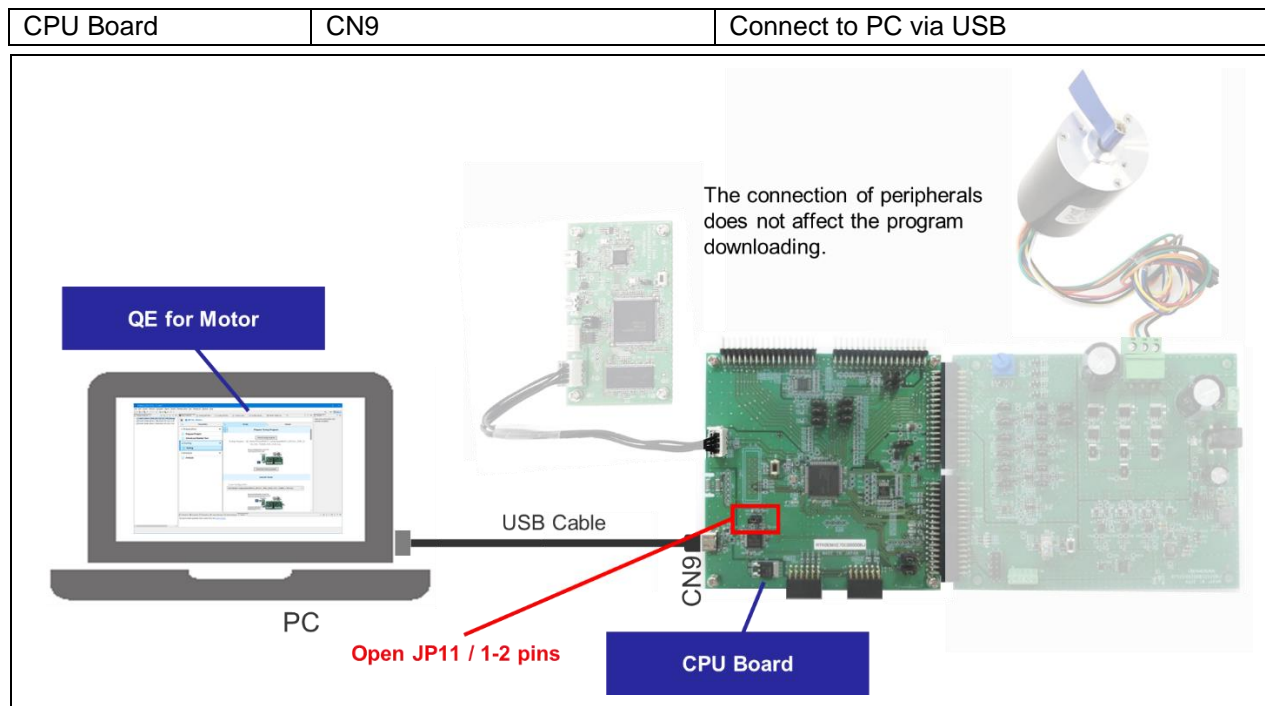 CPU Board CN9 Connect to PC via USB
The connection of peripherals
does not affect the program
downloading.
QE for Motor
USB Cable
CN9
PC
Open JP11 / 1-2 pins
CPU Board